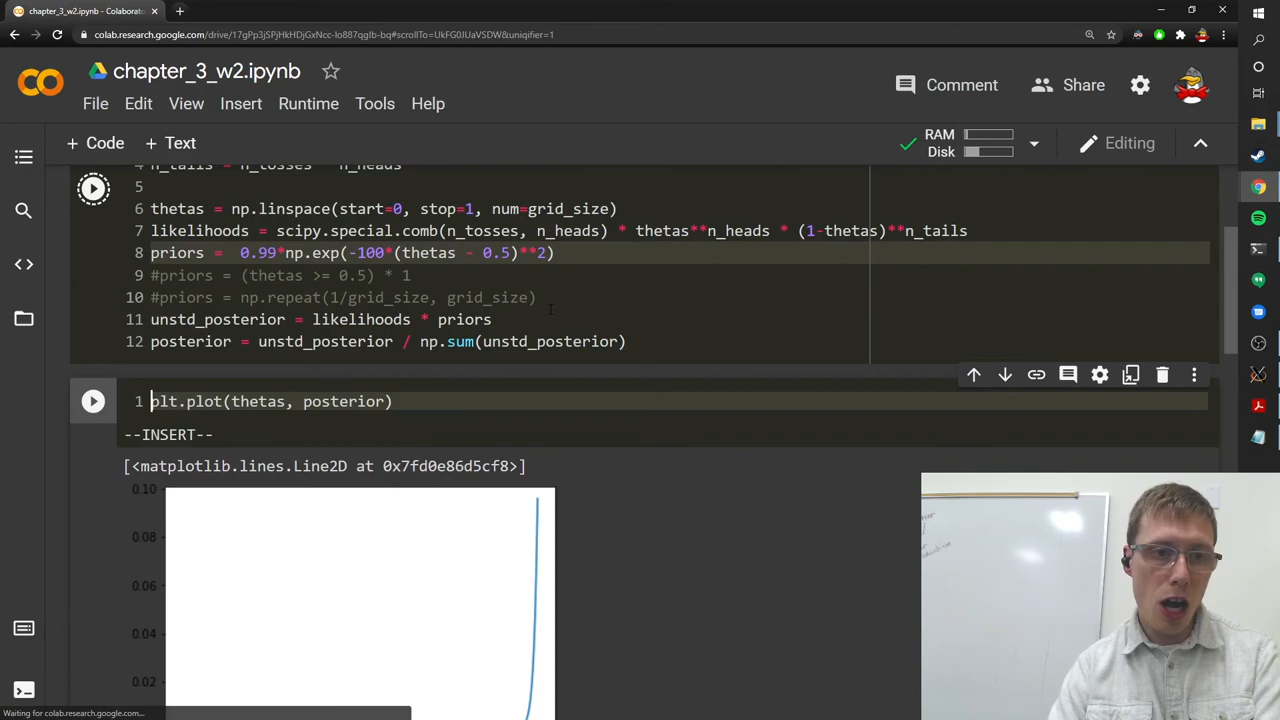 chapter_3_w2.ipynb - Colaborato
colab.research.google.com/drive/17gPp3jSPjHkHDjGxNcc-lo887qglb-bq#scrollTo=UkFG0JUaVSDW&uniqifier=1
chapter_3_w2.ipynb
Comment
Share
File Edit View Insert Runtime Tools Help
+ Code + Text
RAM
Disk
Editing
4 n_tails = n_tosses - n_heads
5
6 thetas = np.linspace(start=0, stop=1, num=grid_size)
7 likelihoods = scipy.special.comb(n_tosses, n_heads) * thetas**n_heads * (1-thetas)**n_tails
8 priors =  0.99*np.exp(-100*(thetas - 0.5)**2)
9 #priors = (thetas >= 0.5) * 1
10 #priors = np.repeat(1/grid_size, grid_size)
11 unstd_posterior = likelihoods * priors
12 posterior = unstd_posterior / np.sum(unstd_posterior)
1 plt.plot(thetas, posterior)
--INSERT--
[<matplotlib.lines.Line2D at 0x7fd0e86d5cf8>]
0.10
0.08
0.06
0.04
0.02
Waiting for colab.research.google.com...